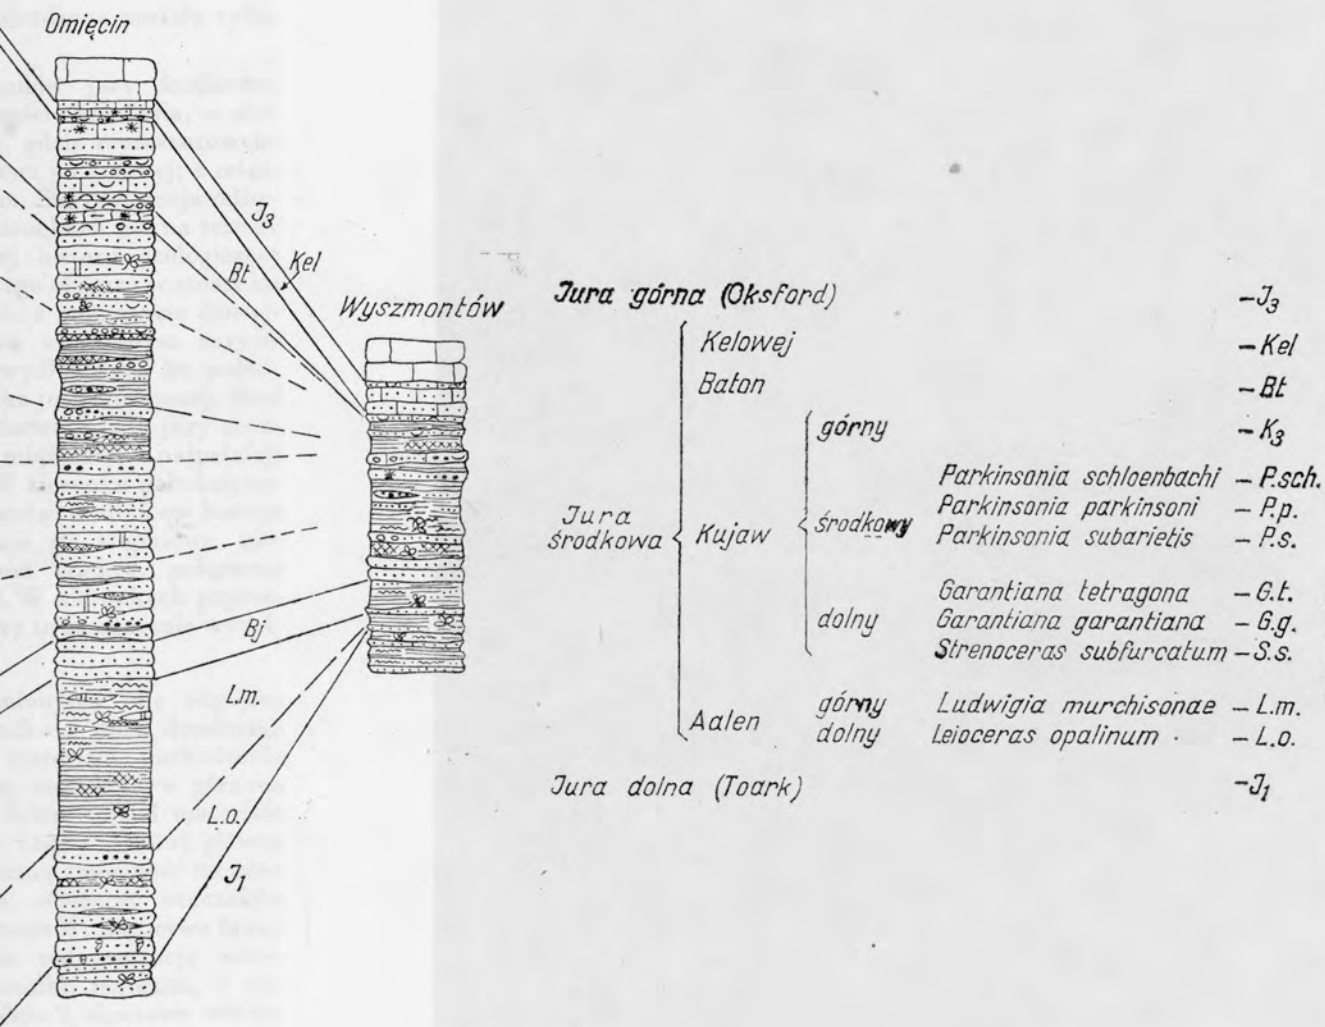 Omięcin
J3
Bt
Kel
Wyszmontów
Bj
L.m.
L.o.
J1
Jura górna (Oksford) –J3
Kelowej –Kel
Baton –Bt
górny –K3
Parkinsonia schloenbachi – P.sch.
Parkinsonia parkinsoni – P.p.
Jura środkowa Kujaw środkowy Parkinsonia subarietis – P.s.
Garantiana tetragona – G.t.
dolny Garantiana garantiana – G.g.
Strenoceras subfurcatum – S.s.
Aalen górny Ludwigia murchisonae – L.m.
dolny Leioceras opalinum – L.o.
Jura dolna (Toark) –J1